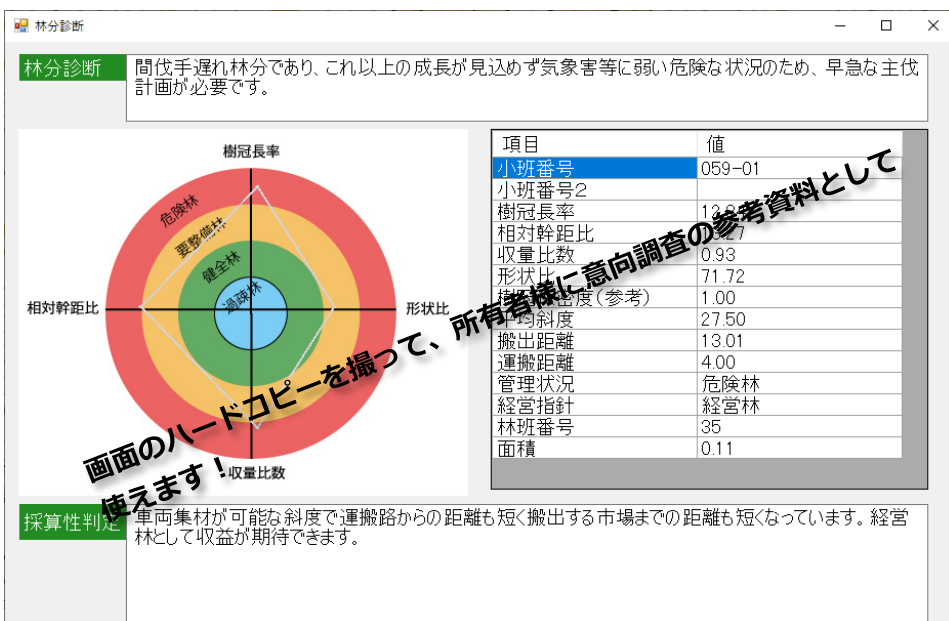 林分診断
林分診断
間伐手遅れ林分であり、これ以上の成長が見込めず気象害等に弱い危険な状況のため、早急な主伐
計画が必要です。
樹冠長率
危険林
要整備林
健全林
過疎林
相対幹距比
形状比
収量比数
項目 値
小班番号 059-01
小班番号2
樹冠長率
相対幹距比
収量比数 0.93
形状比 71.72
密度(参考) 1.00
平均斜度 27.50
搬出距離 13.01
運搬距離 4.00
管理状況 危険林
経営指針 経営林
林班番号 35
面積 0.11
画面のハードコピーを撮って、所有者様に意向調査の参考資料として
使えます!
採算性判定
車両集材が可能な斜度で運搬路からの距離も短く搬出する市場までの距離も短くなっています。経営
林として収益が期待できます。